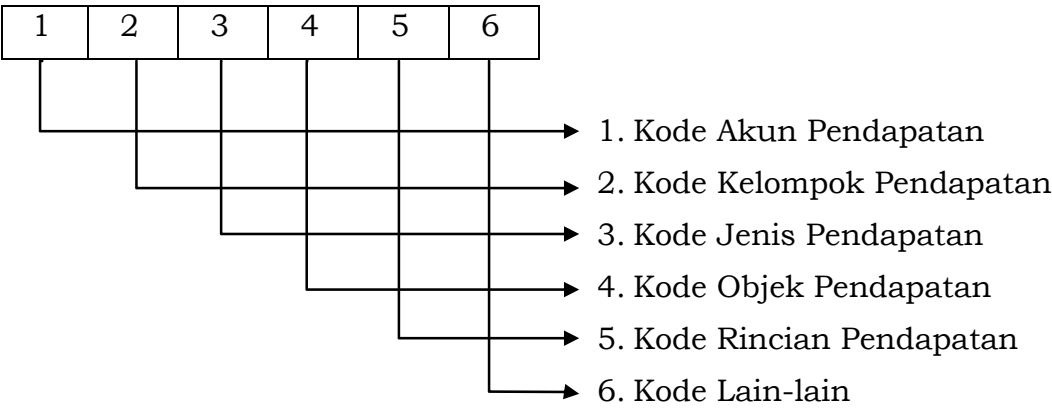 1 2 3 4 5 6
1. Kode Akun Pendapatan
2. Kode Kelompok Pendapatan
3. Kode Jenis Pendapatan
4. Kode Objek Pendapatan
5. Kode Rincian Pendapatan
6. Kode Lain-lain